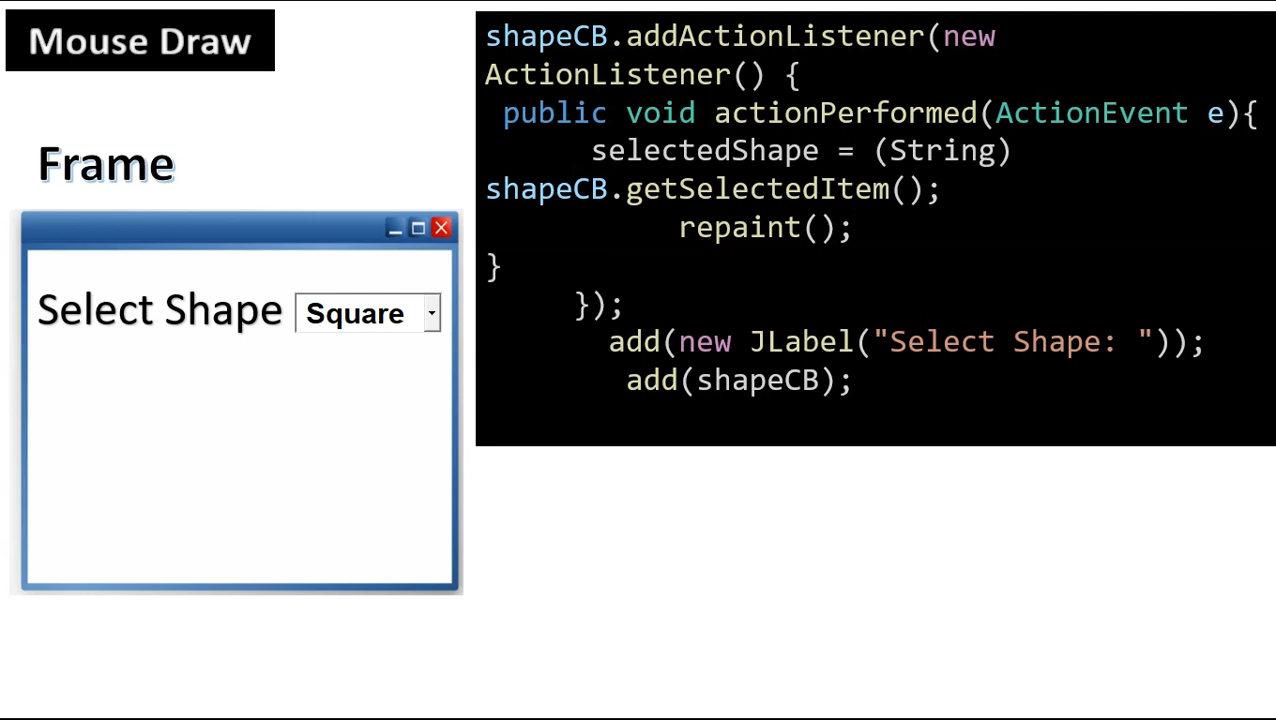 Mouse Draw
Frame
Select Shape Square
shapeCB.addActionListener(new
ActionListener() {
public void actionPerformed(ActionEvent e){
selectedShape = (String)
shapeCB.getSelectedItem();
repaint();
}
});
add(new JLabel("Select Shape: "));
add(shapeCB);